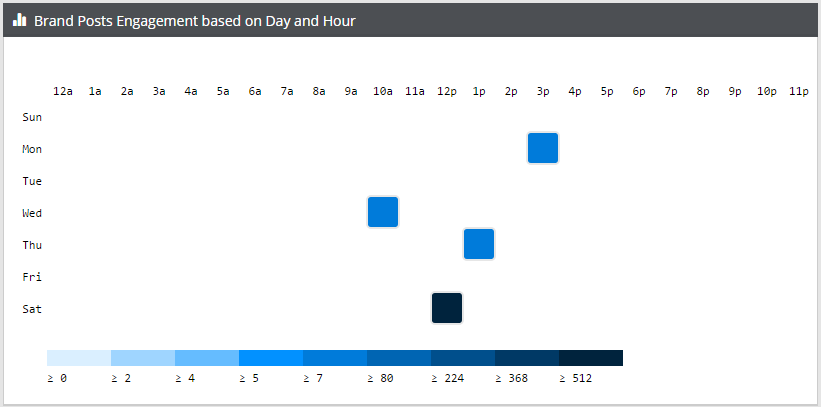 Brand Posts Engagement based on Day and Hour
12a 1a 2a 3a 4a 5a 6a 7a 8a 9a 10a 11a 12p 1p 2p 3p 4p 5p 6p 7p 8p 9p 10p 11p
Sun
Mon
Tue
Wed
Thu
Fri
Sat
≥ 0 ≥ 2 ≥ 4 ≥ 5 ≥ 7 ≥ 80 ≥ 224 ≥ 368 ≥ 512